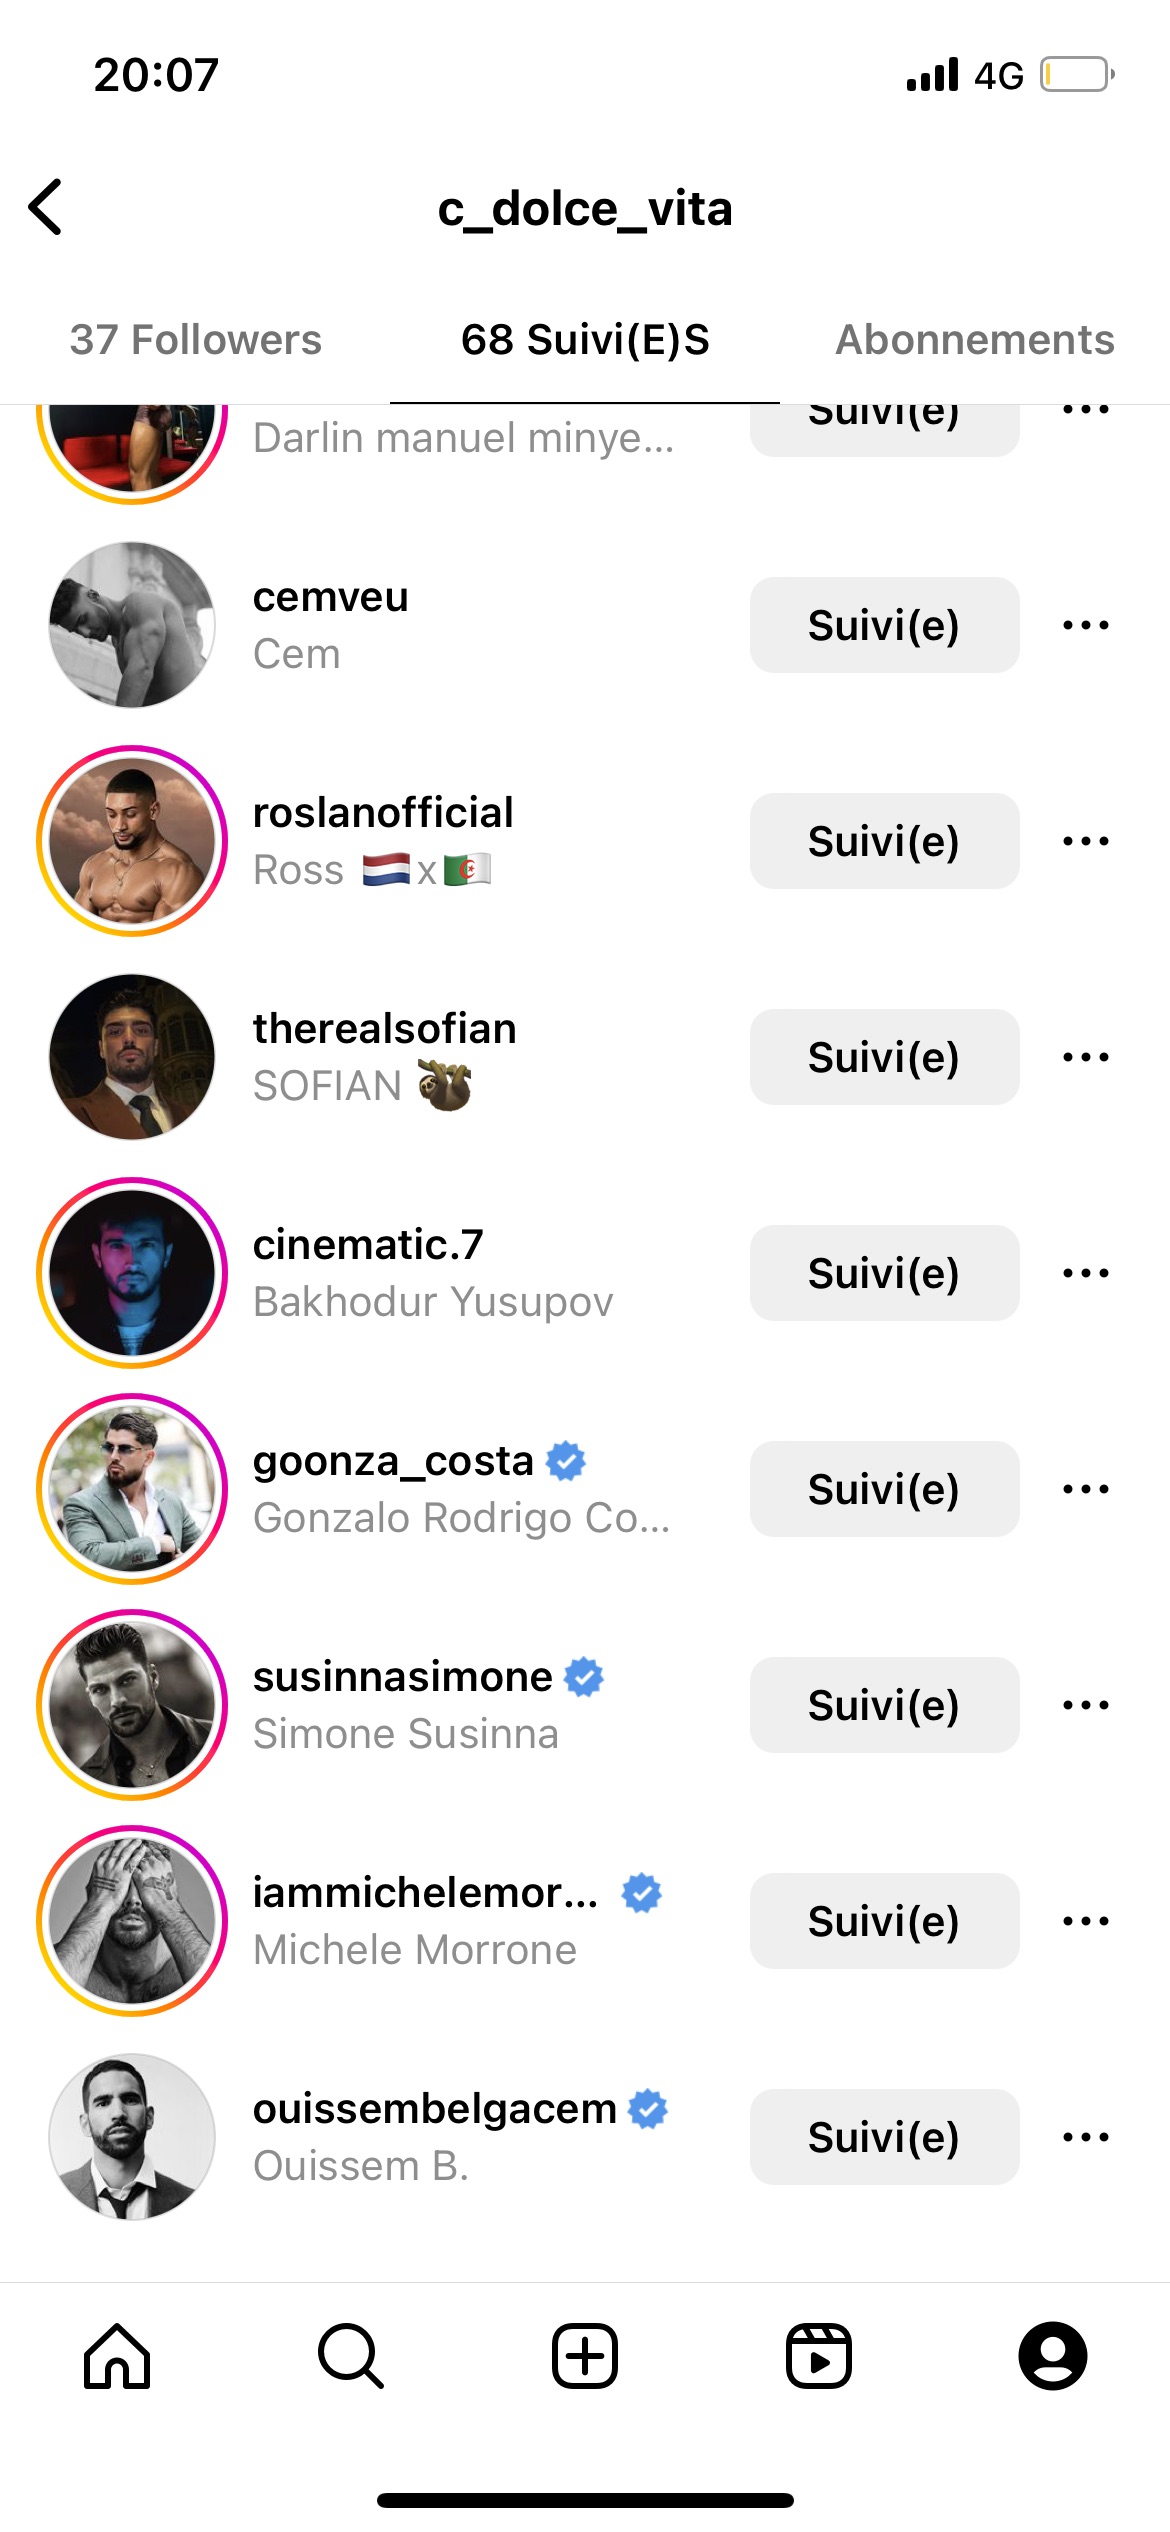 20:07
4G
c_dolce_vita
37 Followers
68 Suivi(E)S
Abonnements
Darlin manuel minye...
Suivi(e)
cemveu
Cem
Suivi(e)
roslanofficial
Ross 🇳🇱x🇩🇿
Suivi(e)
therealsofian
SOFIAN 🦥
Suivi(e)
cinematic.7
Bakhodur Yusupov
Suivi(e)
goonza_costa
Gonzalo Rodrigo Co...
Suivi(e)
susinnasimone
Simone Susinna
Suivi(e)
iammichelemor...
Michele Morrone
Suivi(e)
ouissembelgacem
Ouissem B.
Suivi(e)